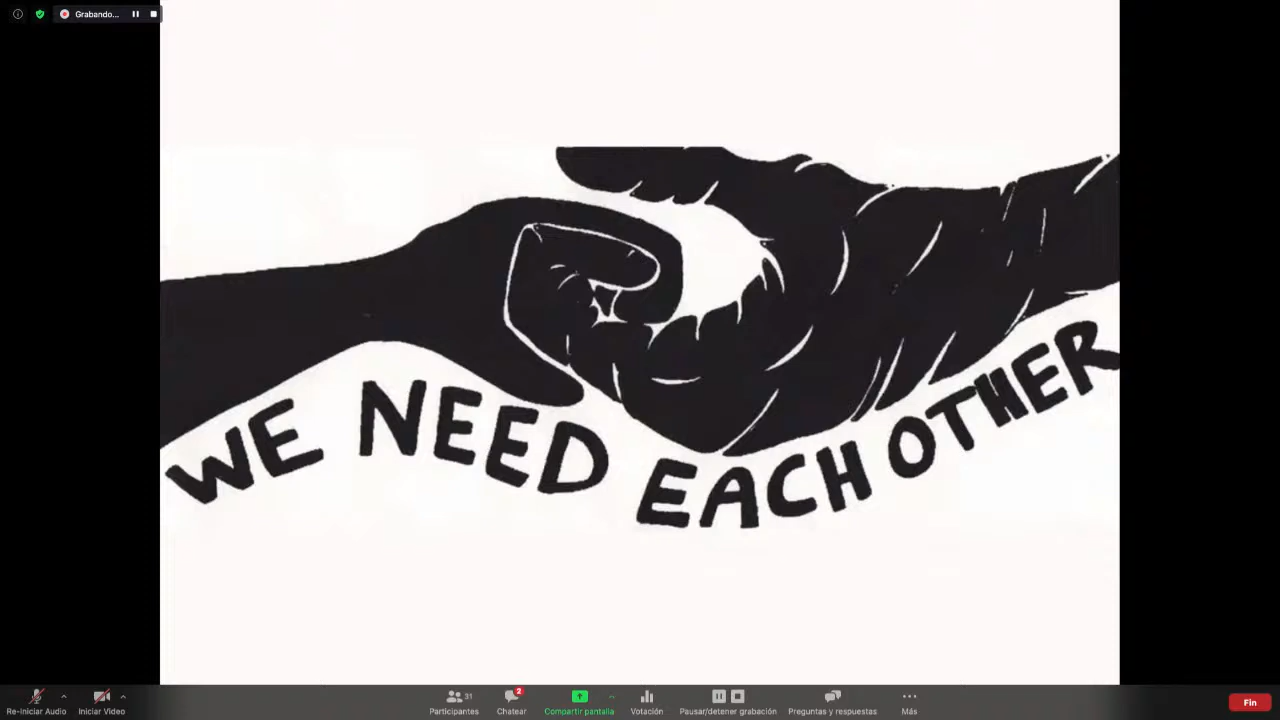 Grabando...
WE NEED EACH OTHER
Re-iniciar Audio
Iniciar Video
Participantes
31
Chatear
2
Compartir pantalla
Votación
Pausar/detener grabación
Preguntas y respuestas
Más
Fin